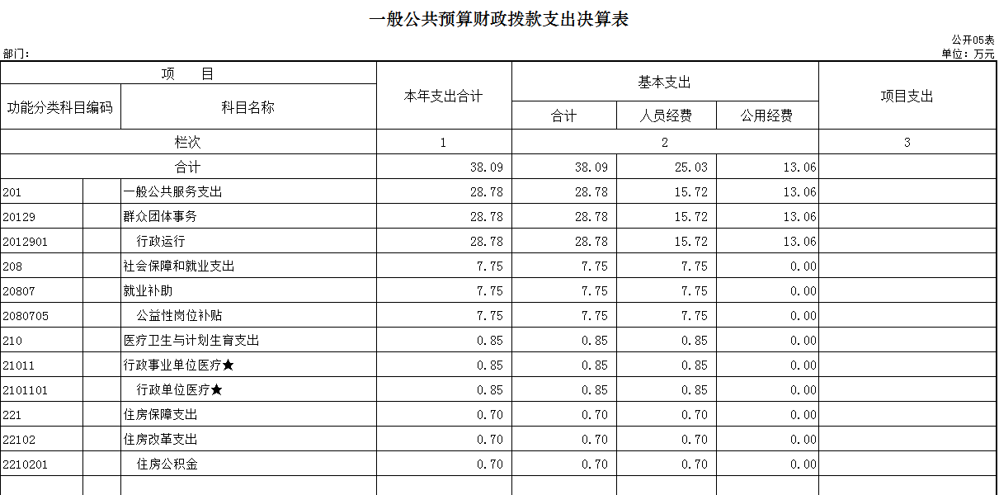 一般公共预算财政拨款支出决算表
公开05表
部门：
单位：万元
项 目
本年支出合计
基本支出
项目支出
功能分类科目编码 科目名称
合计 人员经费 公用经费
栏次 1 2 3
合计 38.09 38.09 25.03 13.06
201 一般公共服务支出 28.78 28.78 15.72 13.06
20129 群众团体事务 28.78 28.78 15.72 13.06
2012901 行政运行 28.78 28.78 15.72 13.06
208 社会保障和就业支出 7.75 7.75 7.75 0.00
20807 就业补助 7.75 7.75 7.75 0.00
2080705 公益性岗位补贴 7.75 7.75 7.75 0.00
210 医疗卫生与计划生育支出 0.85 0.85 0.85 0.00
21011 行政事业单位医疗★ 0.85 0.85 0.85 0.00
2101101 行政单位医疗★ 0.85 0.85 0.85 0.00
221 住房保障支出 0.70 0.70 0.70 0.00
22102 住房改革支出 0.70 0.70 0.70 0.00
2210201 住房公积金 0.70 0.70 0.70 0.00